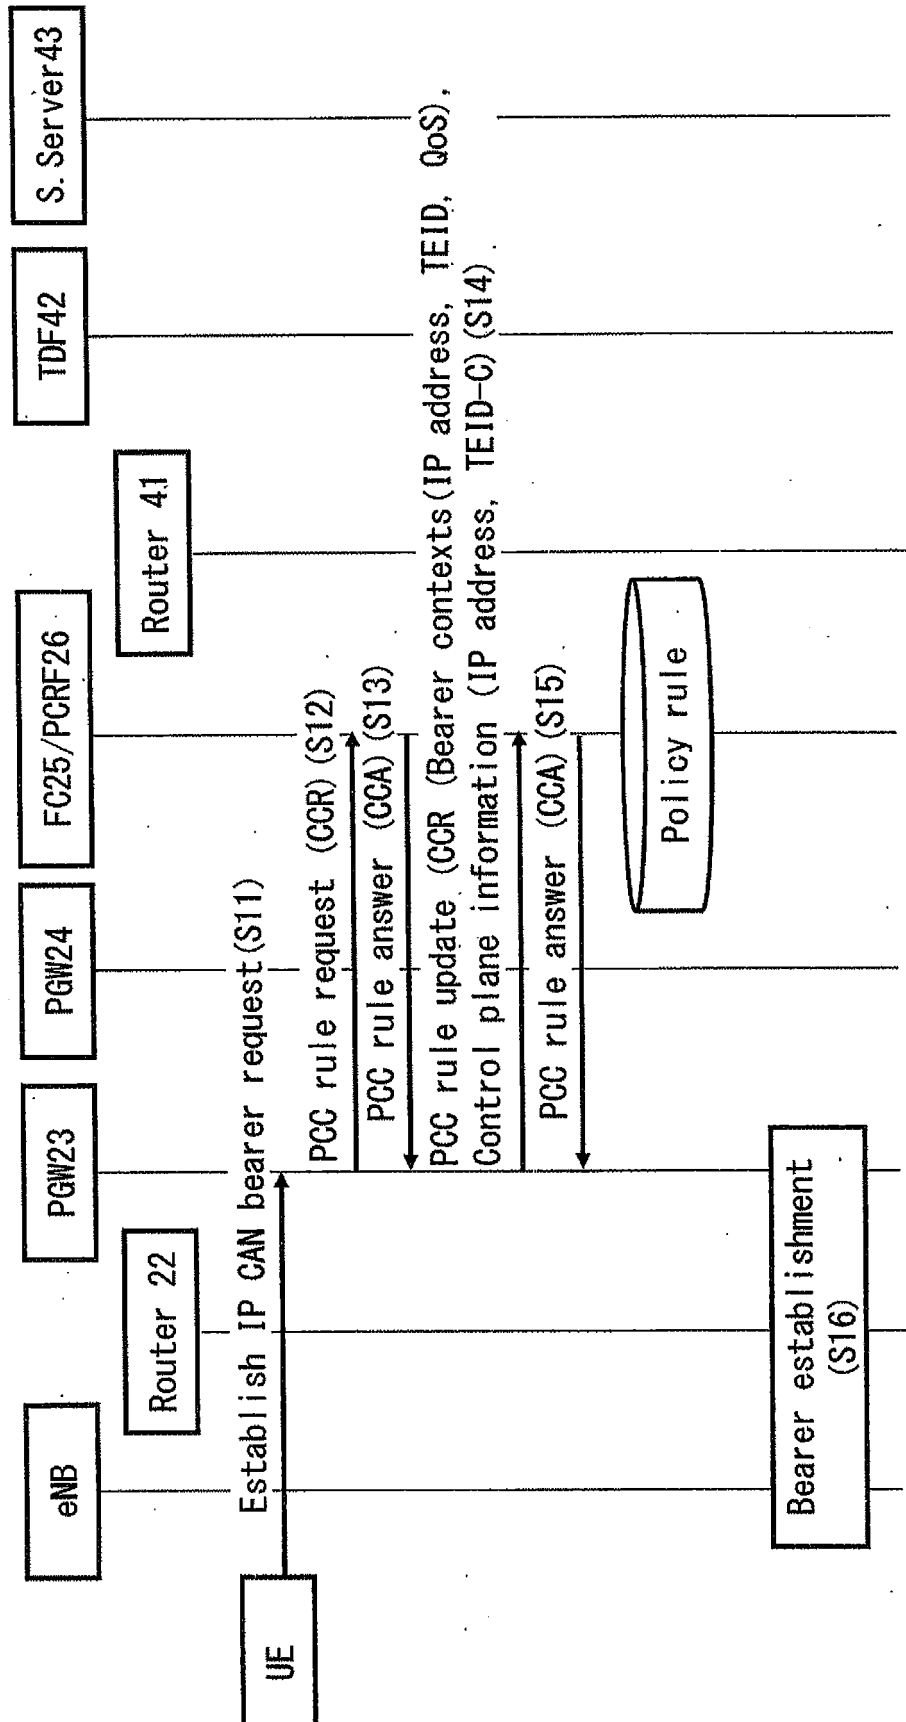 UE
eNB
Router 22
PGW23
PGW24
FC25/PCRF26
Router 41
TDF42
S. Server43
Establish IP CAN bearer request(S11)
PCC rule request (CCR)(S12)
PCC rule answer (CCA)(S13)
PCC rule update (CCR (Bearer contexts(IP address, TEID, QoS),
Control plane information (IP address, TEID-C)(S14)
PCC rule answer (CCA)(S15)
Policy rule
Bearer establishment
(S16)